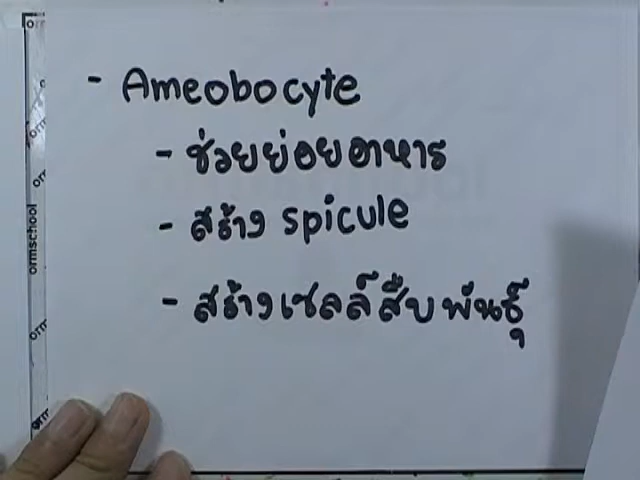 - Ameobocyte
- ช่วยย่อยอาหาร
- สร้าง spicule
- สร้างเซลล์สืบพันธุ์
ormschool